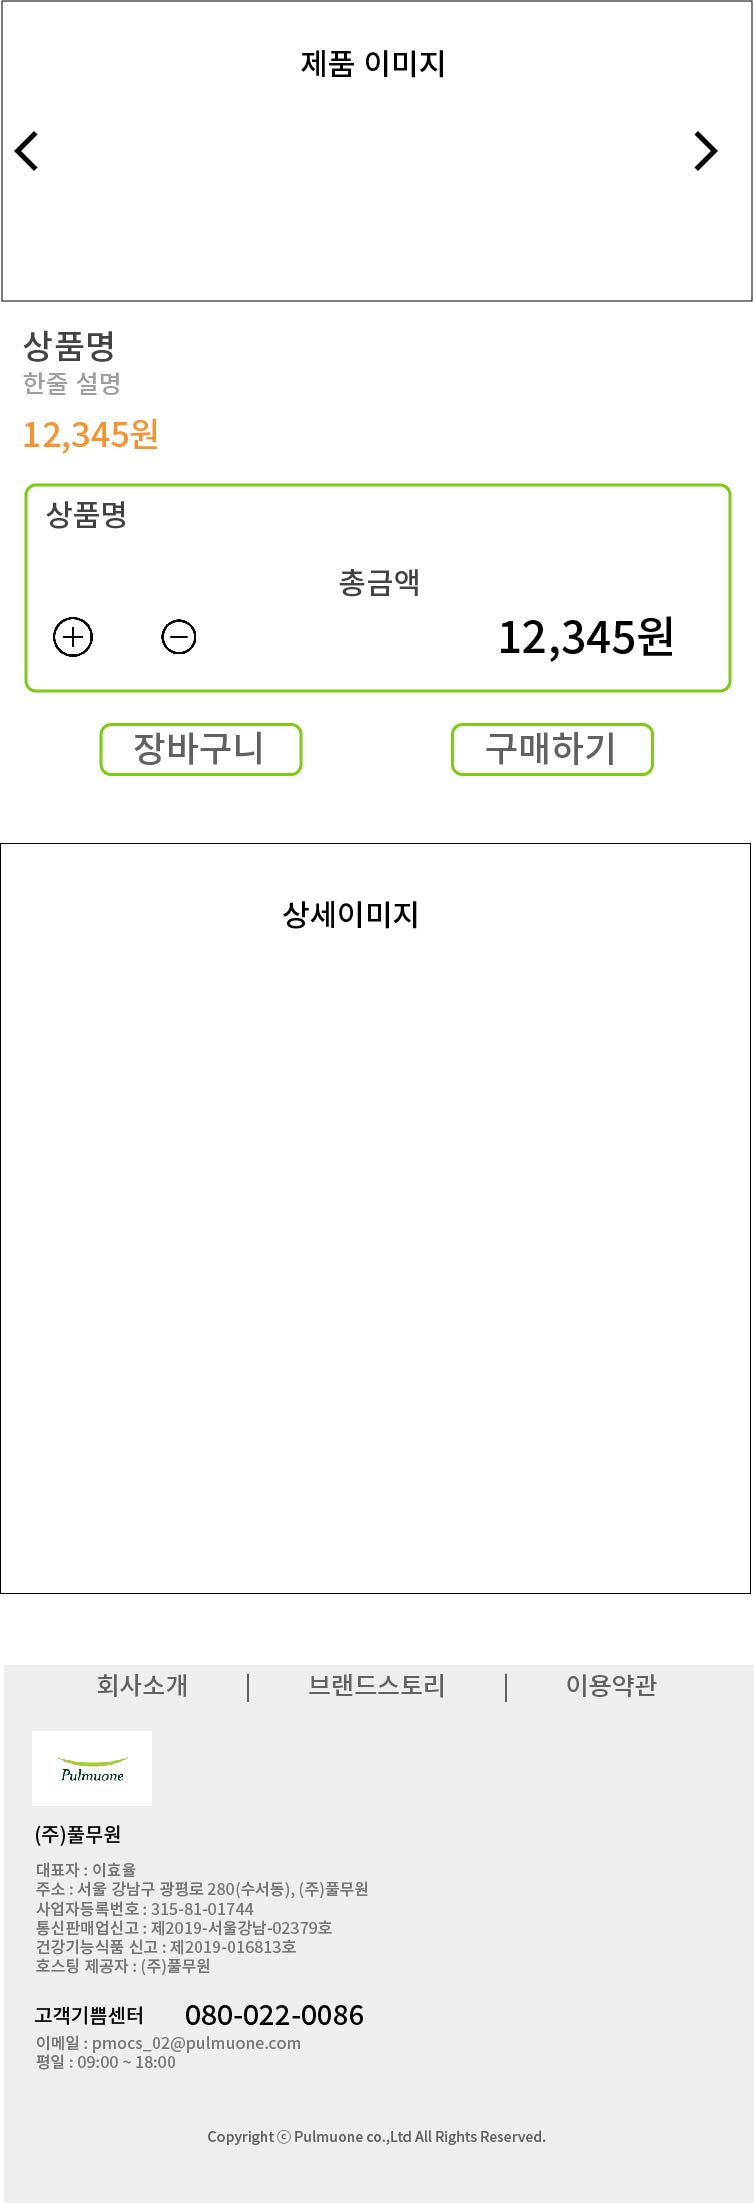 제품 이미지
상품명
한줄 설명
12,345원
상품명
총금액
12,345원
장바구니 구매하기
상세이미지
회사소개 | 브랜드스토리 | 이용약관
Pulmuone
(주)풀무원
대표자 : 이효율
주소 : 서울 강남구 광평로 280(수서동), (주)풀무원
사업자등록번호 : 315-81-01744
통신판매업신고 : 제2019-서울강남-02379호
건강기능식품 신고 : 제2019-016813호
호스팅 제공자 : (주)풀무원
고객기쁨센터 080-022-0086
이메일 : pmocs_02@pulmuone.com
평일 : 09:00 ~ 18:00
Copyright ⓒ Pulmuone co.,Ltd All Rights Reserved.